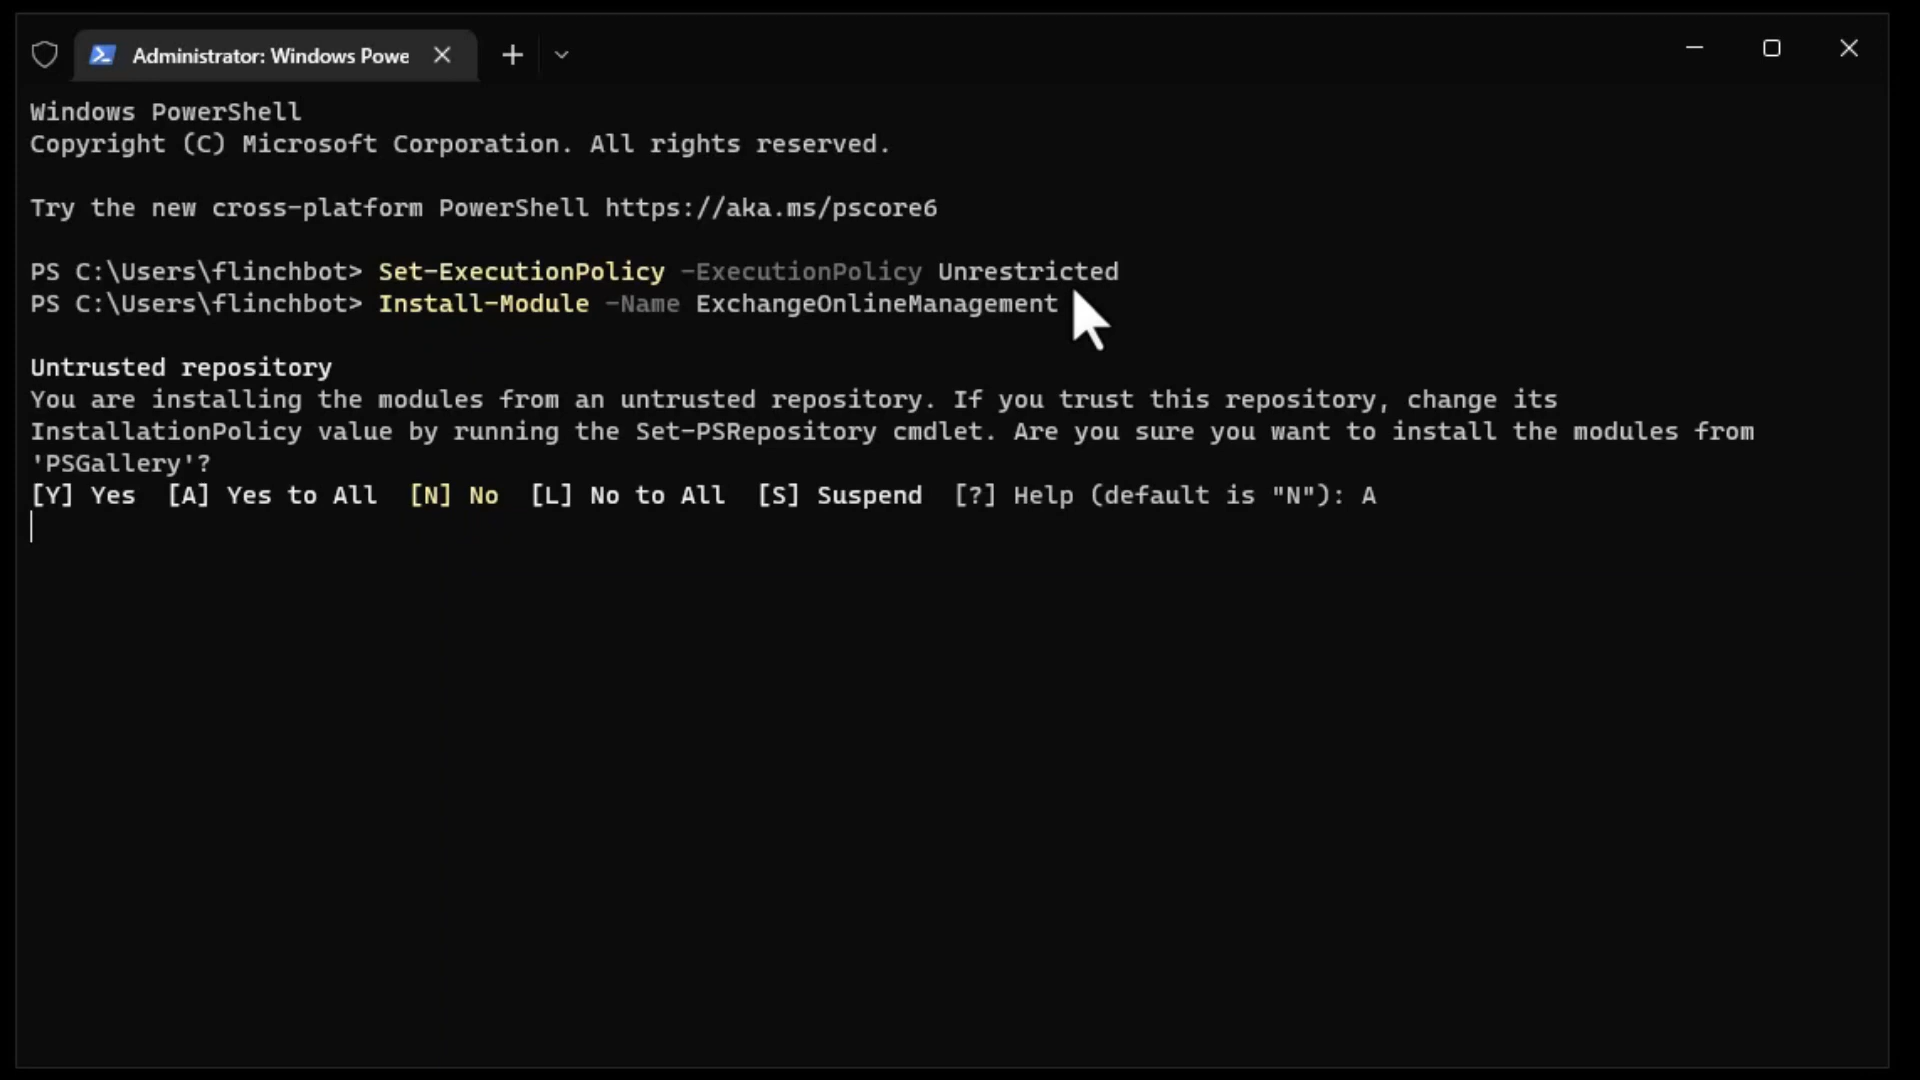 Administrator: Windows Powe
Windows PowerShell
Copyright (C) Microsoft Corporation. All rights reserved.
Try the new cross-platform PowerShell https://aka.ms/pscore6
PS C:\Users\flinchbot> Set-ExecutionPolicy -ExecutionPolicy Unrestricted
PS C:\Users\flinchbot> Install-Module -Name ExchangeOnlineManagement
Untrusted repository
You are installing the modules from an untrusted repository. If you trust this repository, change its
InstallationPolicy value by running the Set-PSRepository cmdlet. Are you sure you want to install the modules from
'PSGallery'?
[Y] Yes  [A] Yes to All  [N] No  [L] No to All  [S] Suspend  [?] Help (default is "N"): A